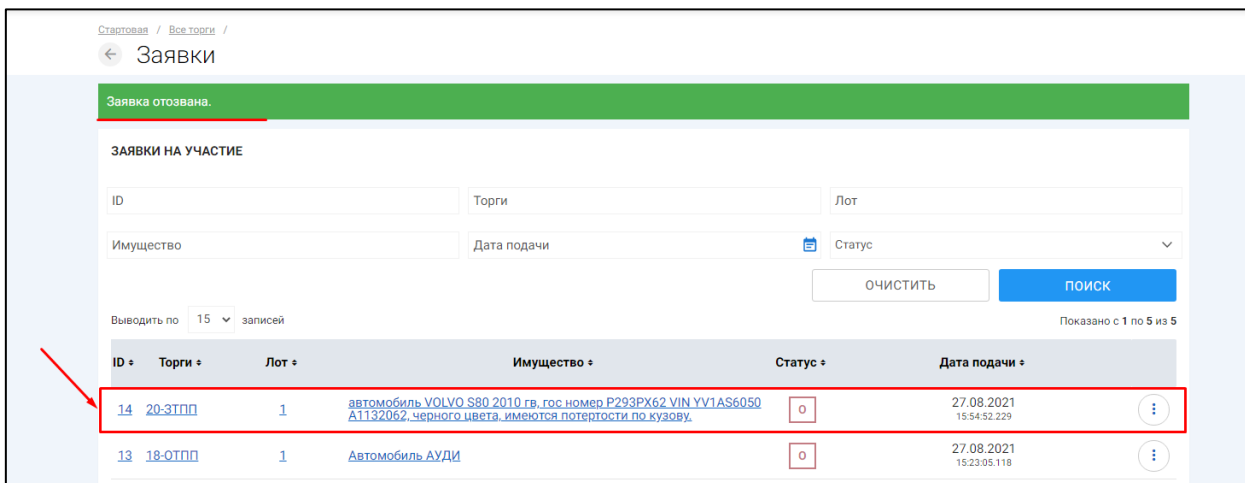 Стартовая / Все торги /
← Заявки
Заявка отозвана.
ЗАЯВКИ НА УЧАСТИЕ
ID Торги Лот
Имущество Дата подачи Статус
ОЧИСТИТЬ ПОИСК
Выводить по 15 записей Показано с 1 по 5 из 5
ID Торги Лот Имущество Статус Дата подачи
14 20-ЗТПП 1 автомобиль VOLVO S80 2010 гв, гос номер Р293РХ62 VIN YV1AS6050 О 27.08.2021
А1132062, черного цвета, имеются потертости по кузову. 15:54:52.229
13 18-ОТПП 1 Автомобиль АУДИ О 27.08.2021
15:23:05.118